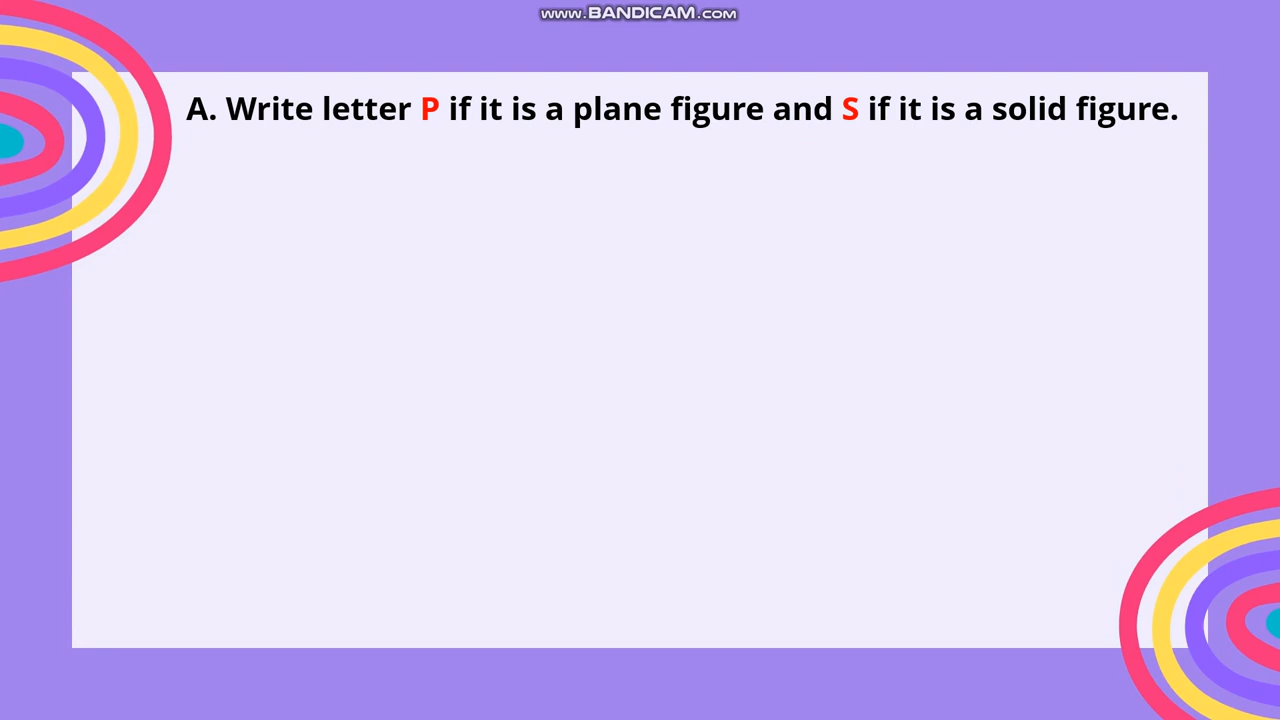 www.BANDICAM.com
A. Write letter P if it is a plane figure and S if it is a solid figure.